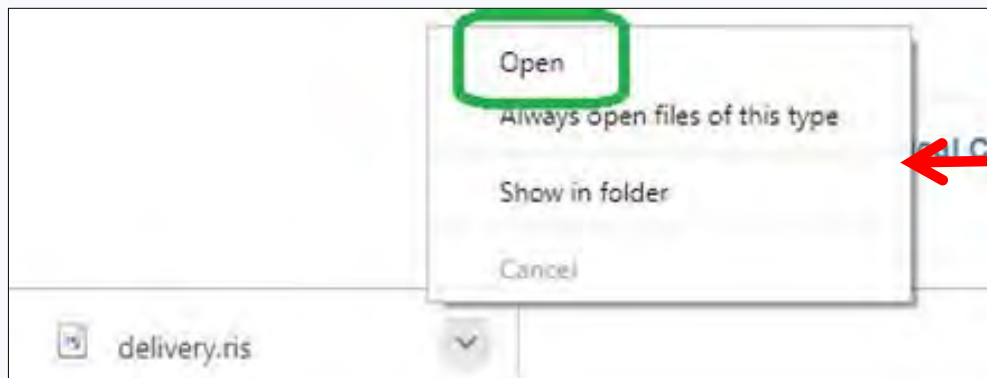 Open
Always open files of this type
Show in folder
Cancel
delivery.ris